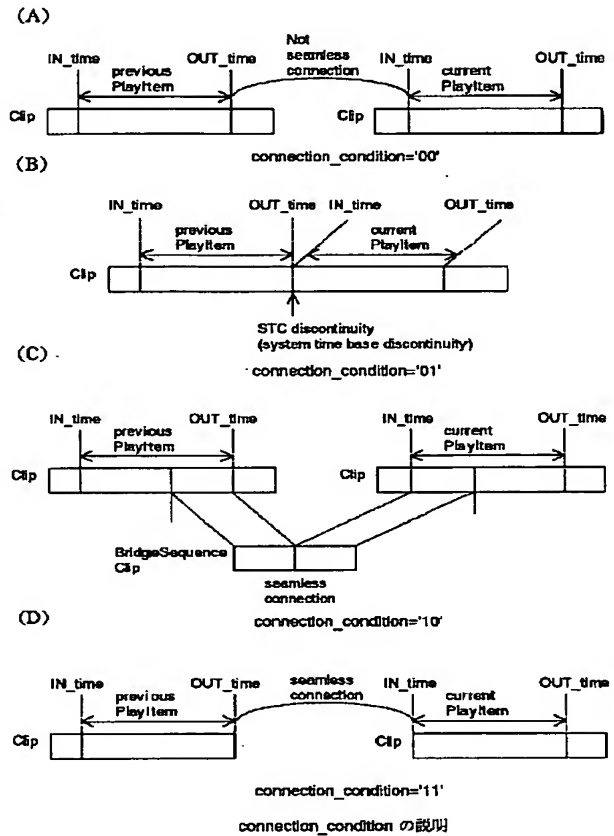 (A)
Not
seamless
connection
IN_time
OUT_time
IN_time
OUT_time
previous
PlayItem
current
PlayItem
Clip
Clip
connection_condition='00'
(B)
IN_time
OUT_time
IN_time
OUT_time
previous
PlayItem
current
PlayItem
Clip
STC discontinuity
(system time base discontinuity)
connection_condition='01'
(C)
IN_time
OUT_time
IN_time
OUT_time
previous
PlayItem
current
PlayItem
Clip
Clip
BridgeSequence
Clip
seamless
connection
connection_condition='10'
(D)
seamless
connection
IN_time
OUT_time
IN_time
OUT_time
previous
PlayItem
current
PlayItem
Clip
Clip
connection_condition='11'
connection_condition の説明